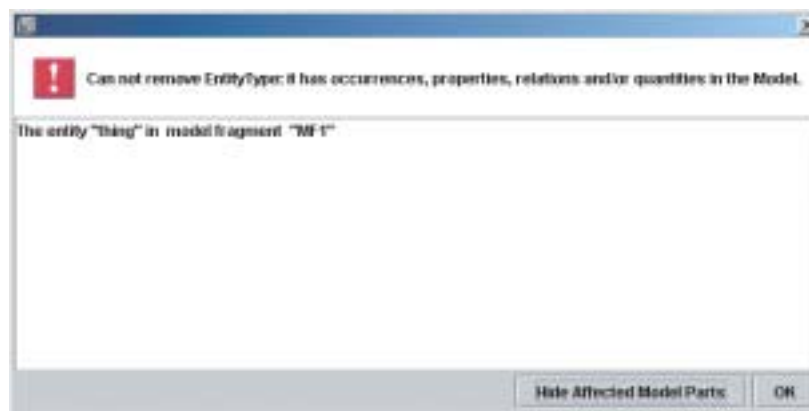 Can not remove EntityType: it has occurrences, properties, relations and/or quantities in the Model.
The entity "thing" in model fragment "MF1"
Hide Affected Model Parts
OK